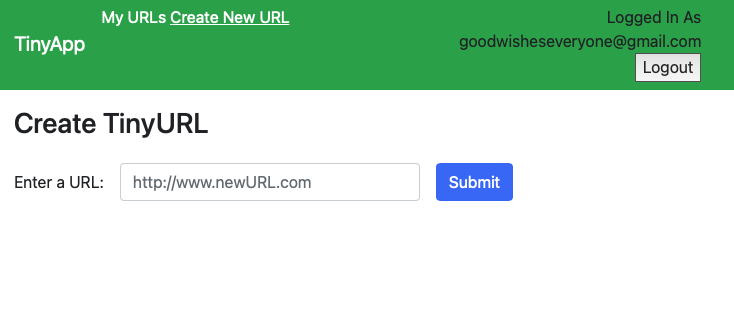 My URLs Create New URL
Logged In As
TinyApp
goodwisheseveryone@gmail.com
Logout
Create TinyURL
Enter a URL: http://www.newURL.com Submit